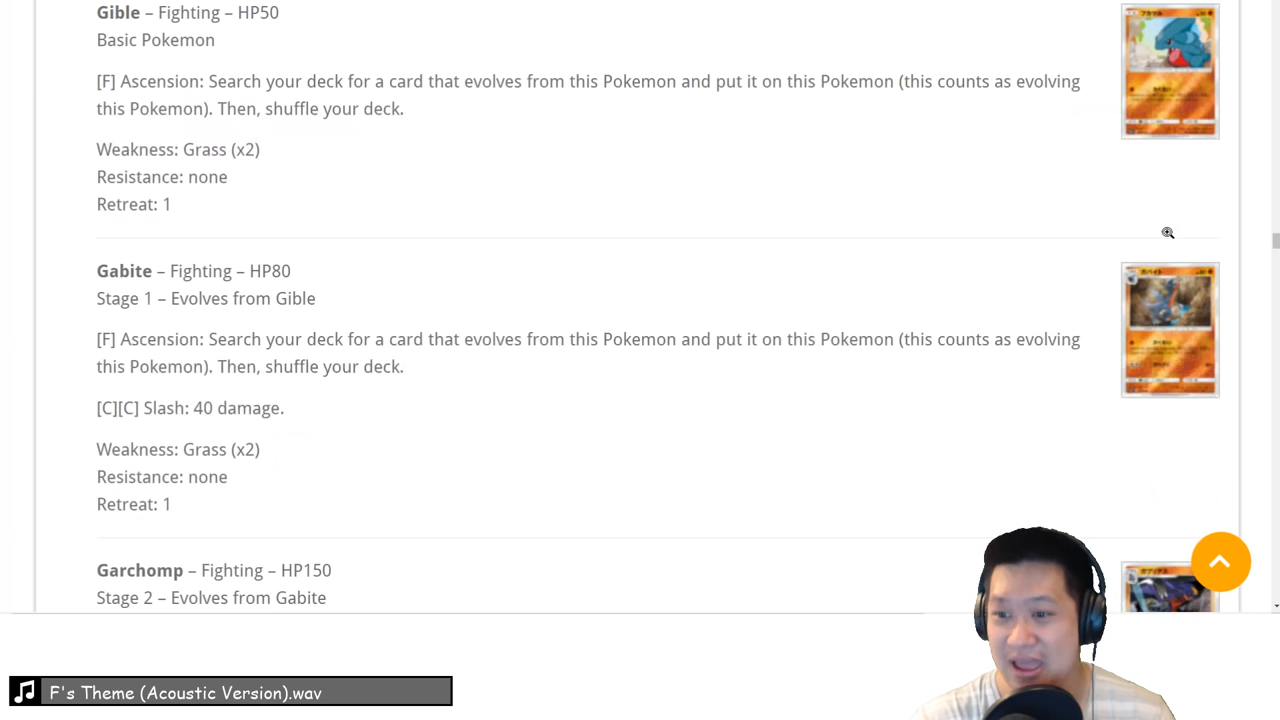 Gible – Fighting – HP50
Basic Pokemon
[F] Ascension: Search your deck for a card that evolves from this Pokemon and put it on this Pokemon (this counts as evolving
this Pokemon). Then, shuffle your deck.
Weakness: Grass (x2)
Resistance: none
Retreat: 1
Gabite – Fighting – HP80
Stage 1 – Evolves from Gible
[F] Ascension: Search your deck for a card that evolves from this Pokemon and put it on this Pokemon (this counts as evolving
this Pokemon). Then, shuffle your deck.
[C][C] Slash: 40 damage.
Weakness: Grass (x2)
Resistance: none
Retreat: 1
Garchomp – Fighting – HP150
Stage 2 – Evolves from Gabite
F's Theme (Acoustic Version).wav